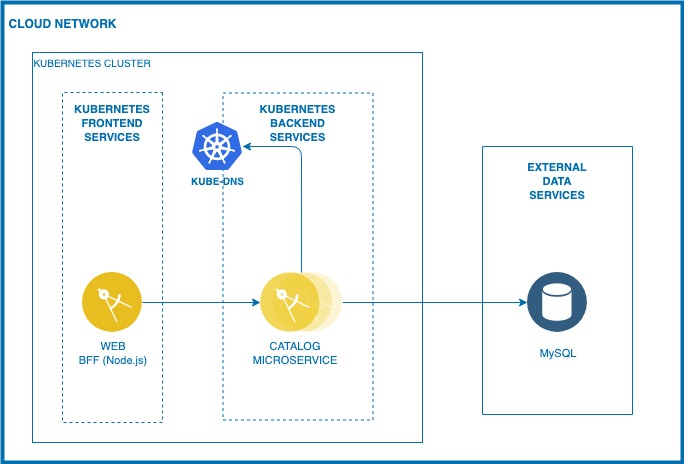 CLOUD NETWORK
KUBERNETES CLUSTER
KUBERNETES
FRONTEND
SERVICES
KUBERNETES
BACKEND
SERVICES
KUBE-DNS
EXTERNAL
DATA
SERVICES
WEB
BFF (Node.js)
CATALOG
MICROSERVICE
MySQL